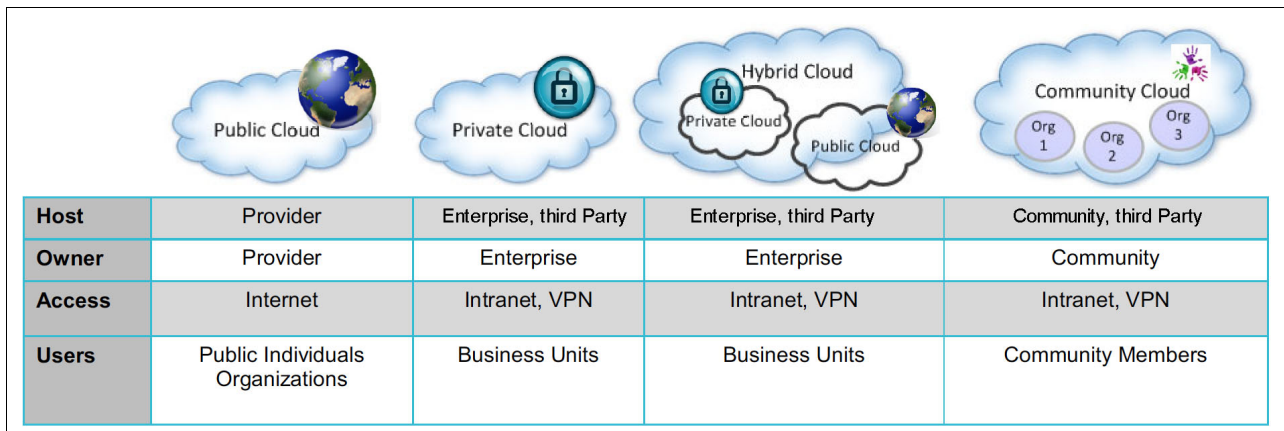 Public Cloud
Private Cloud
Hybrid Cloud
Private Cloud
Public Cloud
Community Cloud
Org
1
Org
2
Org
3
Host Provider Enterprise, third Party Enterprise, third Party Community, third Party
Owner Provider Enterprise Enterprise Community
Access Internet Intranet, VPN Intranet, VPN Intranet, VPN
Users Public Individuals Business Units Business Units Community Members
Organizations